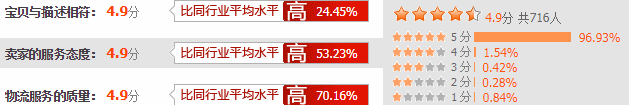 宝贝与描述相符: 4.9分 比同行业平均水平 高 24.45%
卖家的服务态度: 4.9分 比同行业平均水平 高 53.23%
物流服务的质量: 4.9分 比同行业平均水平 高 70.16%
4.9分 共716人
5分 96.93%
4分 1.54%
3分 0.42%
2分 0.28%
1分 0.84%